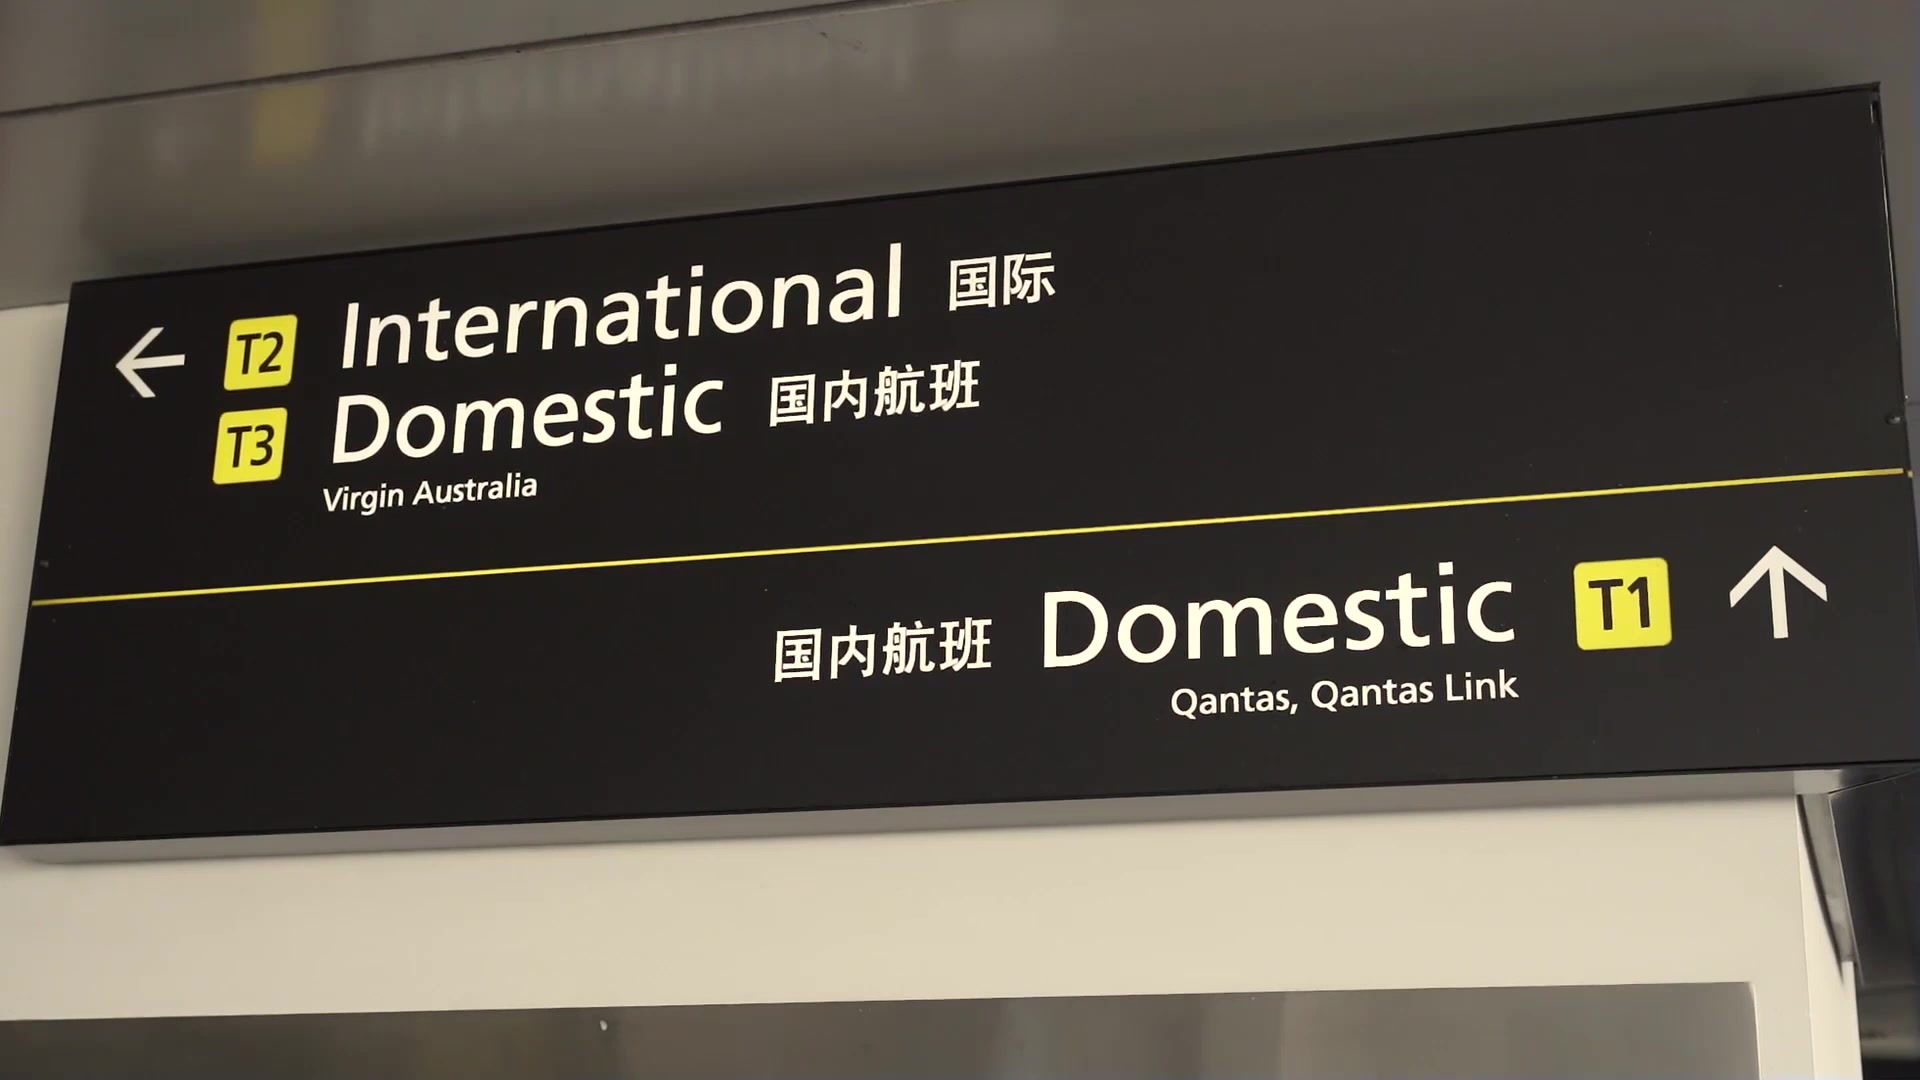 T2 International 国际
T3 Domestic 国内航班
Virgin Australia
国内航班 Domestic T1
Qantas, Qantas Link